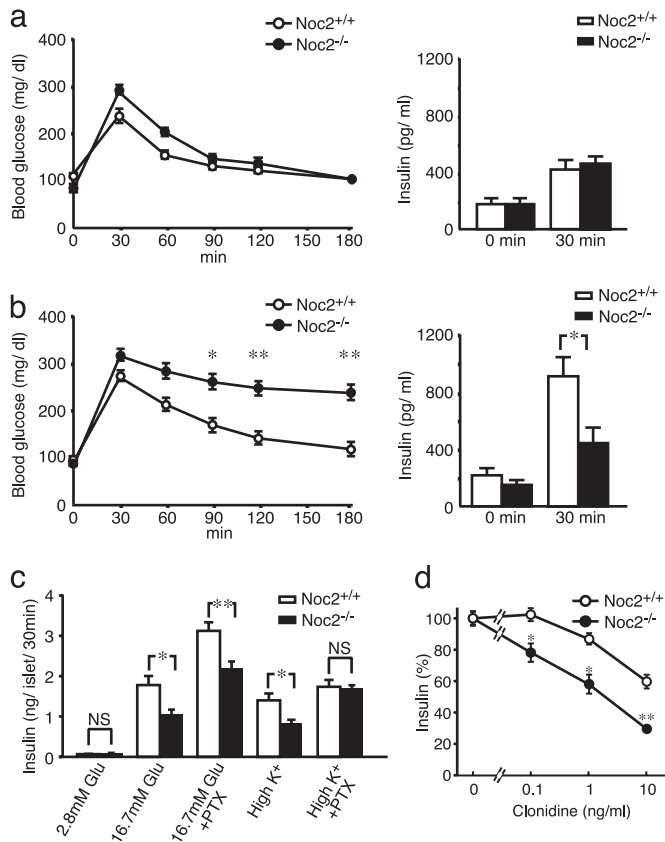 a
Noc2+/+
Noc2-/-
Blood glucose (mg/ dl)
400
300
200
100
0
0 30 60 90 120 180
min
Noc2+/+
Noc2-/-
Insulin (pg/ ml)
1200
800
400
0
0 min 30 min
b
Noc2+/+
Noc2-/-
Blood glucose (mg/ dl)
400
300
200
100
0
* ** **
0 30 60 90 120 180
min
Noc2+/+
Noc2-/-
Insulin (pg/ ml)
1200
800
400
0
*
0 min 30 min
c
Noc2+/+
Noc2-/-
Insulin (ng/ islet/ 30min)
4
3
2
1
0
NS * ** * NS
2.8mM Glu
16.7mM Glu
16.7mM Glu
+PTX
High K+
High K+
+PTX
d
Noc2+/+
Noc2-/-
Insulin (%)
100
80
60
40
20
0
* * **
0 0.1 1 10
Clonidine (ng/ml)